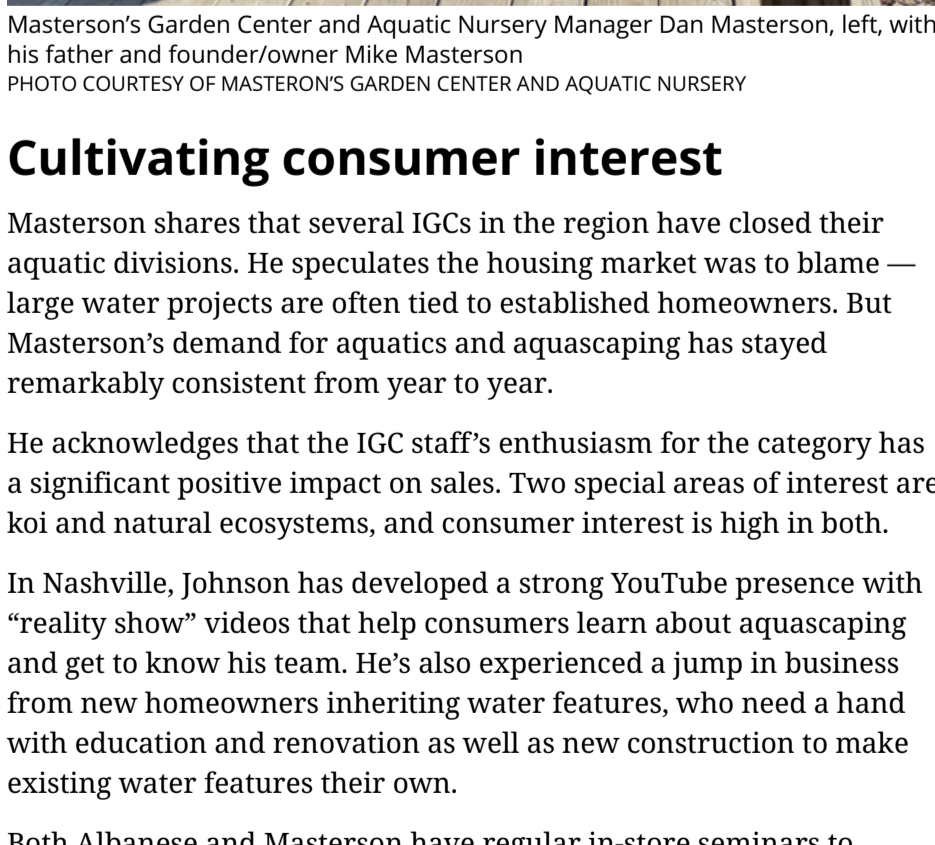 Masterson’s Garden Center and Aquatic Nursery Manager Dan Masterson, left, with
his father and founder/owner Mike Masterson
PHOTO COURTESY OF MASTERON’S GARDEN CENTER AND AQUATIC NURSERY
Cultivating consumer interest
Masterson shares that several IGCs in the region have closed their
aquatic divisions. He speculates the housing market was to blame —
large water projects are often tied to established homeowners. But
Masterson’s demand for aquatics and aquascaping has stayed
remarkably consistent from year to year.
He acknowledges that the IGC staff’s enthusiasm for the category has
a significant positive impact on sales. Two special areas of interest are
koi and natural ecosystems, and consumer interest is high in both.
In Nashville, Johnson has developed a strong YouTube presence with
“reality show” videos that help consumers learn about aquascaping
and get to know his team. He’s also experienced a jump in business
from new homeowners inheriting water features, who need a hand
with education and renovation as well as new construction to make
existing water features their own.
Both Albanese and Masterson have regular in-store seminars to